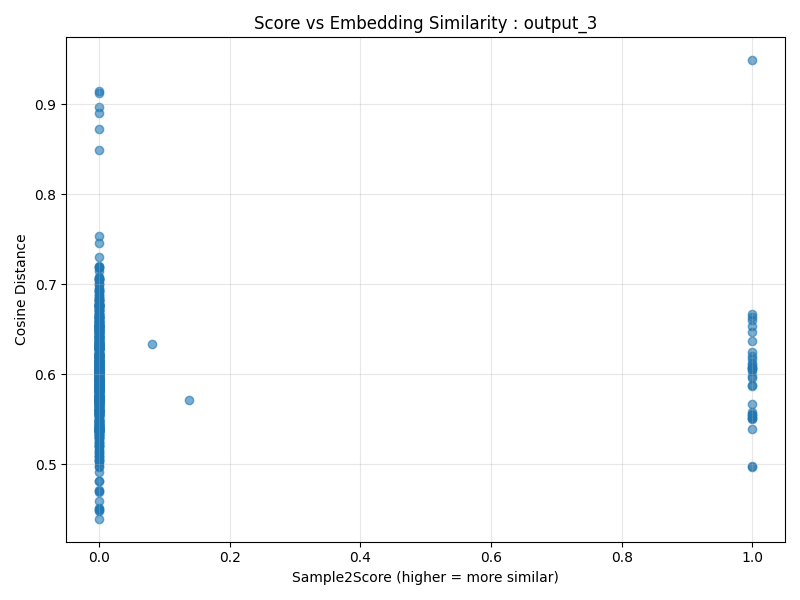 Score vs Embedding Similarity : output_3
Cosine Distance
0.9
0.8
0.7
0.6
0.5
0.0 0.2 0.4 0.6 0.8 1.0
Sample2Score (higher = more similar)